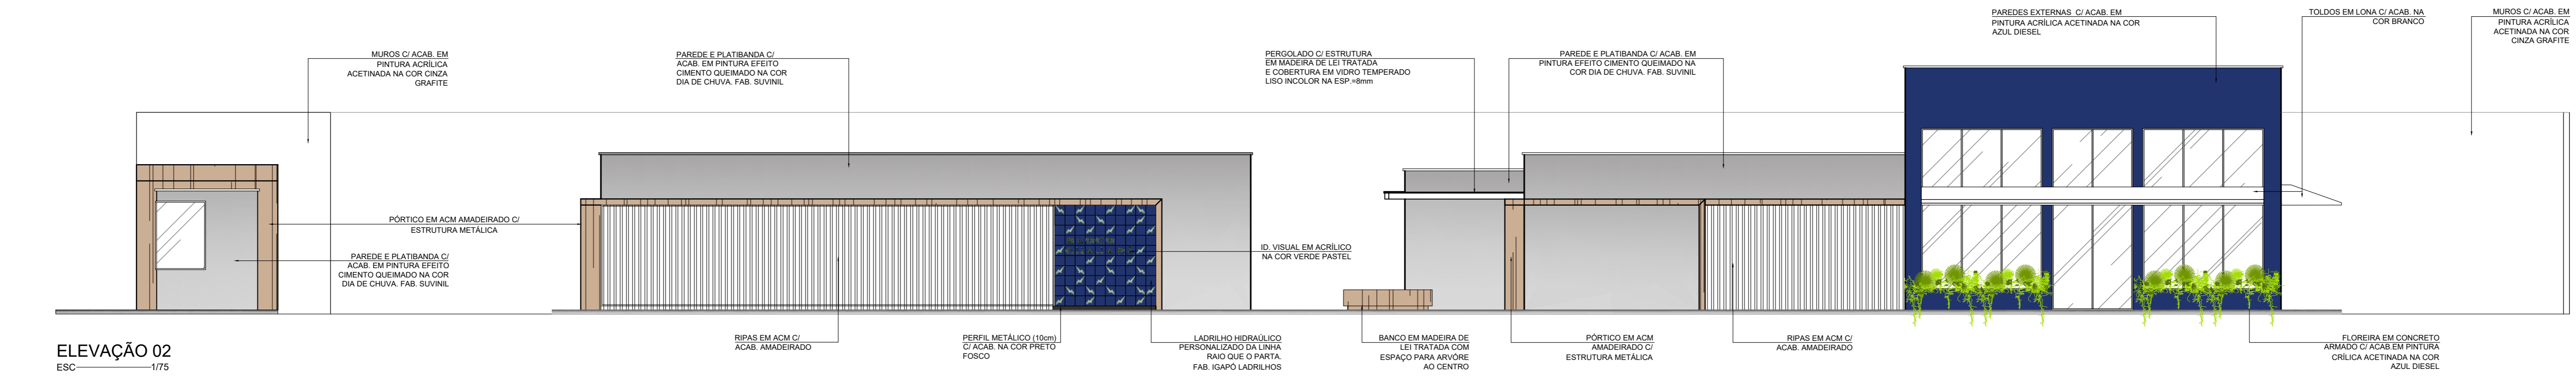 MUROS C/ ACAB. EM
PINTURA ACRÍLICA
ACETINADA NA COR CINZA
GRAFITE
PAREDE E PLATIBANDA C/
ACAB. EM PINTURA EFEITO
CIMENTO QUEIMADO NA COR
DIA DE CHUVA. FAB. SUVINIL
PERGOLADO C/ ESTRUTURA
EM MADEIRA DE LEI TRATADA
E COBERTURA EM VIDRO TEMPERADO
LISO INCOLOR NA ESP.=8mm
PAREDE E PLATIBANDA C/ ACAB. EM
PINTURA EFEITO CIMENTO QUEIMADO NA
COR DIA DE CHUVA. FAB. SUVINIL
PAREDES EXTERNAS C/ ACAB. EM
PINTURA ACRÍLICA ACETINADA NA COR
AZUL DIESEL
TOLDOS EM LONA C/ ACAB. NA
COR BRANCO
MUROS C/ ACAB. EM
PINTURA ACRÍLICA
ACETINADA NA COR
CINZA GRAFITE
PÓRTICO EM ACM AMADEIRADO C/
ESTRUTURA METÁLICA
PAREDE E PLATIBANDA C/
ACAB. EM PINTURA EFEITO
CIMENTO QUEIMADO NA COR
DIA DE CHUVA. FAB. SUVINIL
ID. VISUAL EM ACRÍLICO
NA COR VERDE PASTEL
RIPAS EM ACM C/
ACAB. AMADEIRADO
PERFIL METÁLICO (10cm)
C/ ACAB. NA COR PRETO
FOSCO
LADRILHO HIDRAÚLICO
PERSONALIZADO DA LINHA
RAIO QUE O PARTA.
FAB. IGAPÓ LADRILHOS
BANCO EM MADEIRA DE
LEI TRATADA COM
ESPAÇO PARA ARVÓRE
AO CENTRO
PÓRTICO EM ACM
AMADEIRADO C/
ESTRUTURA METÁLICA
RIPAS EM ACM C/
ACAB. AMADEIRADO
FLOREIRA EM CONCRETO
ARMADO C/ ACAB.EM PINTURA
CRÍLICA ACETINADA NA COR
AZUL DIESEL
ELEVAÇÃO 02
ESC 1/75